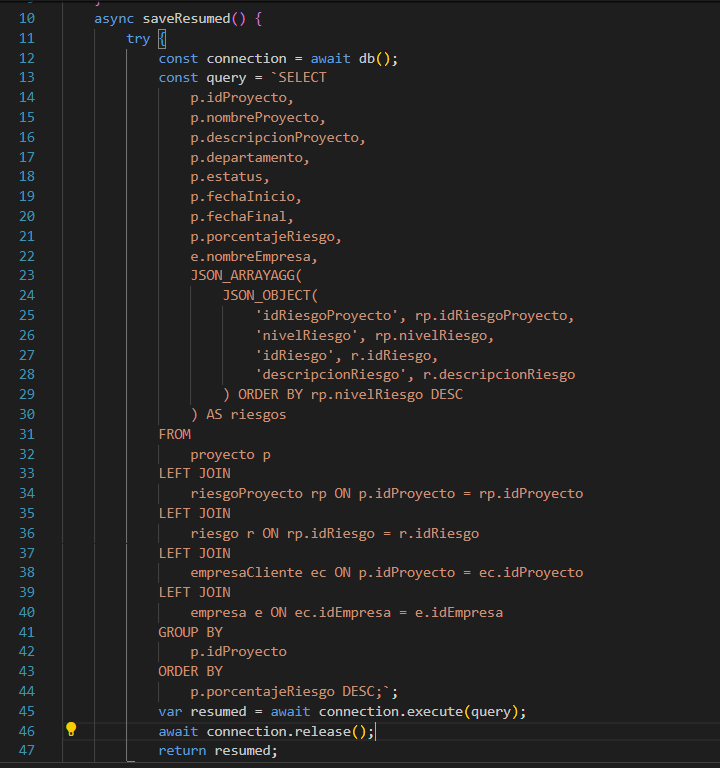 10 async saveResumed() {
11 try {
12 const connection = await db();
13 const query = `SELECT
14 p.idProyecto,
15 p.nombreProyecto,
16 p.descripcionProyecto,
17 p.departamento,
18 p.estatus,
19 p.fechaInicio,
20 p.fechaFinal,
21 p.porcentajeRiesgo,
22 e.nombreEmpresa,
23 JSON_ARRAYAGG(
24 JSON_OBJECT(
25 'idRiesgoProyecto', rp.idRiesgoProyecto,
26 'nivelRiesgo', rp.nivelRiesgo,
27 'idRiesgo', r.idRiesgo,
28 'descripcionRiesgo', r.descripcionRiesgo
29 ) ORDER BY rp.nivelRiesgo DESC
30 ) AS riesgos
31 FROM
32 proyecto p
33 LEFT JOIN
34 riesgoProyecto rp ON p.idProyecto = rp.idProyecto
35 LEFT JOIN
36 riesgo r ON rp.idRiesgo = r.idRiesgo
37 LEFT JOIN
38 empresaCliente ec ON p.idProyecto = ec.idProyecto
39 LEFT JOIN
40 empresa e ON ec.idEmpresa = e.idEmpresa
41 GROUP BY
42 p.idProyecto
43 ORDER BY
44 p.porcentajeRiesgo DESC;`;
45 var resumed = await connection.execute(query);
46 await connection.release();
47 return resumed;